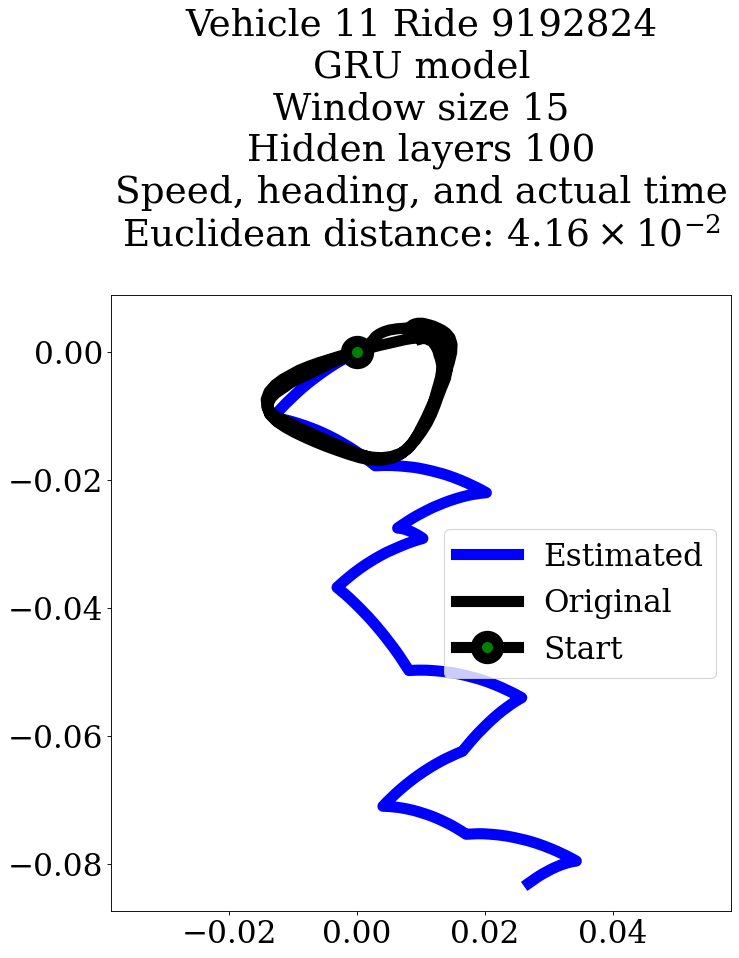 Vehicle 11 Ride 9192824
GRU model
Window size 15
Hidden layers 100
Speed, heading, and actual time
Euclidean distance: 4.16 × 10⁻²
0.00
−0.02
−0.04
−0.06
−0.08
Estimated
Original
Start
−0.02 0.00 0.02 0.04